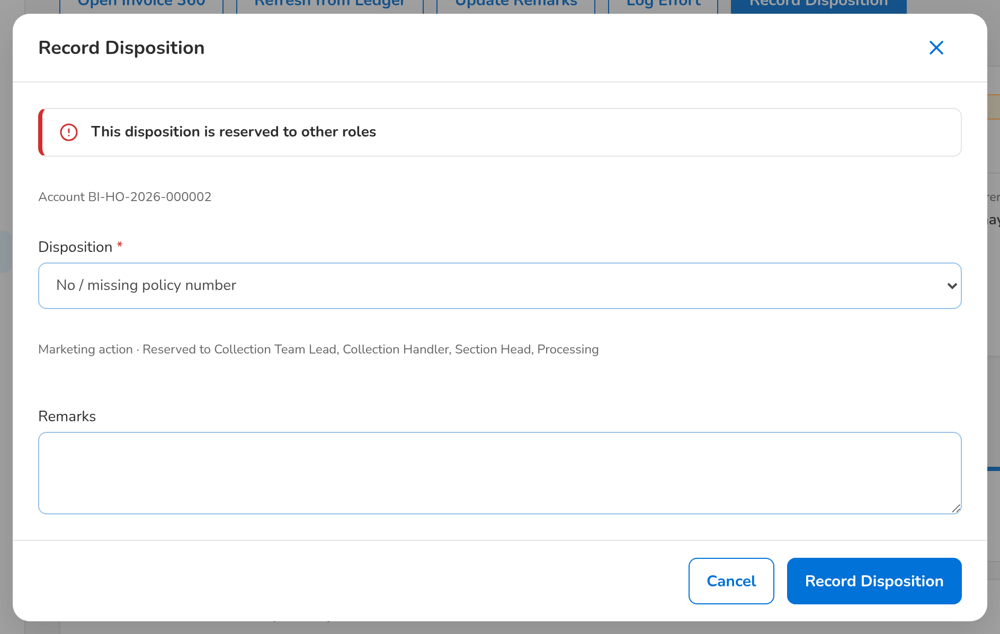 Open Invoice 360
Refresh from Ledger
Update Remarks
Log Effort
Record Disposition
Record Disposition
This disposition is reserved to other roles
Account BI-HO-2026-000002
Disposition *
No / missing policy number
Marketing action · Reserved to Collection Team Lead, Collection Handler, Section Head, Processing
Remarks
Cancel
Record Disposition